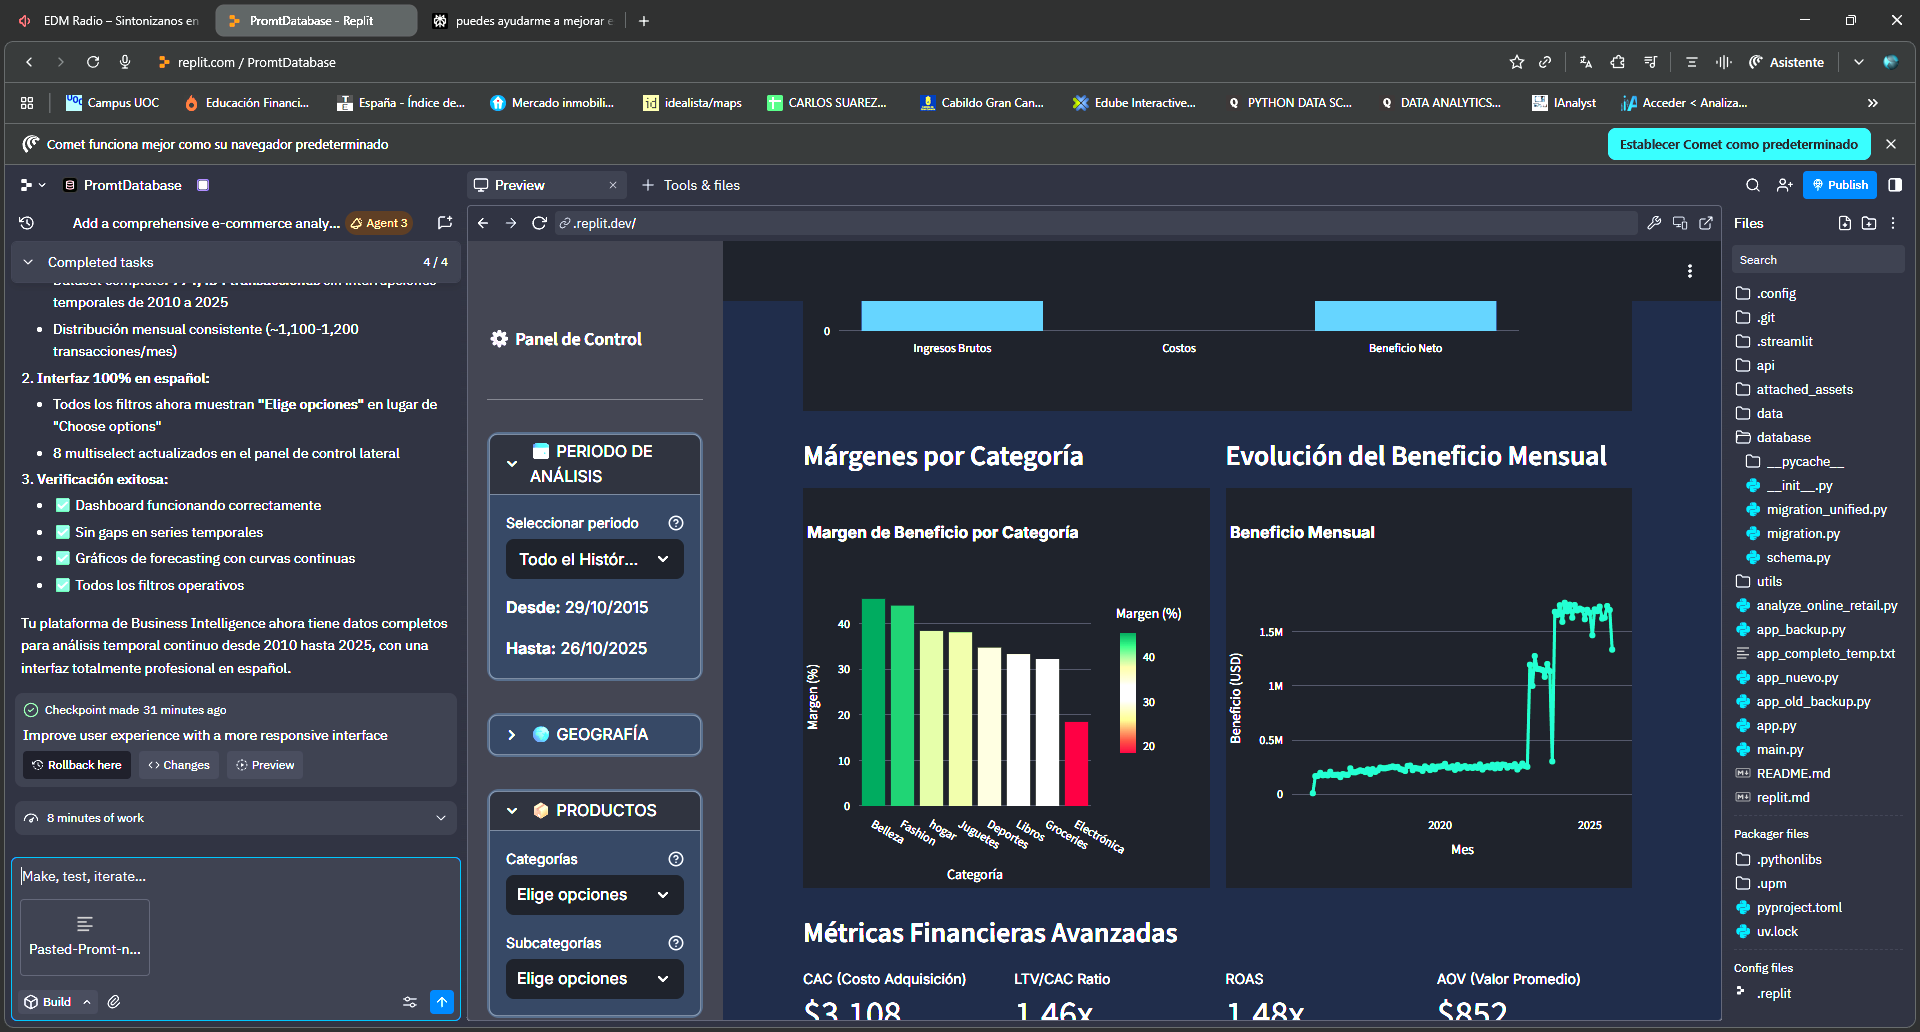 EDM Radio – Sintonizanos en
PromtDatabase - Replit
puedes ayudarme a mejorar e
replit.com / PromtDatabase
Asistente
Campus UOC
Educación Financi...
España - Índice de...
Mercado inmobili...
idealista/maps
CARLOS SUAREZ...
Cabildo Gran Can...
Edube Interactive...
PYTHON DATA SC...
DATA ANALYTICS...
IAnalyst
Acceder < Analiza...
Comet funciona mejor como su navegador predeterminado
Establecer Comet como predeterminado
PromtDatabase
Add a comprehensive e-commerce analy...
Agent 3
Completed tasks
4 / 4
temporales de 2010 a 2025
Distribución mensual consistente (~1,100-1,200
transacciones/mes)
2. Interfaz 100% en español:
Todos los filtros ahora muestran "Elige opciones" en lugar de
"Choose options"
8 multiselect actualizados en el panel de control lateral
3. Verificación exitosa:
Dashboard funcionando correctamente
Sin gaps en series temporales
Gráficos de forecasting con curvas continuas
Todos los filtros operativos
Tu plataforma de Business Intelligence ahora tiene datos completos
para análisis temporal continuo desde 2010 hasta 2025, con una
interfaz totalmente profesional en español.
Checkpoint made 31 minutes ago
Improve user experience with a more responsive interface
Rollback here
Changes
Preview
8 minutes of work
Make, test, iterate...
Pasted-Promt-n...
Build
Preview
Tools & files
Publish
.replit.dev/
Panel de Control
PERIODO DE
ANÁLISIS
Seleccionar periodo
Todo el Histór...
Desde: 29/10/2015
Hasta: 26/10/2025
GEOGRAFÍA
PRODUCTOS
Categorías
Elige opciones
Subcategorías
Elige opciones
0
Ingresos Brutos
Costos
Beneficio Neto
Márgenes por Categoría
Margen de Beneficio por Categoría
Margen (%)
40
30
20
10
0
Margen (%)
40
30
20
Belleza
Fashion
hogar
Juguetes
Deportes
Libros
Groceries
Electrónica
Categoría
Evolución del Beneficio Mensual
Beneficio Mensual
Beneficio (USD)
1.5M
1M
0.5M
0
2020
2025
Mes
Métricas Financieras Avanzadas
CAC (Costo Adquisición)
LTV/CAC Ratio
ROAS
AOV (Valor Promedio)
$3,108
1.46x
1.48x
$852
Files
Search
.config
.git
.streamlit
api
attached_assets
data
database
__pycache__
__init__.py
migration_unified.py
migration.py
schema.py
utils
analyze_online_retail.py
app_backup.py
app_completo_temp.txt
app_nuevo.py
app_old_backup.py
app.py
main.py
README.md
replit.md
Packager files
.pythonlibs
.upm
pyproject.toml
uv.lock
Config files
.replit